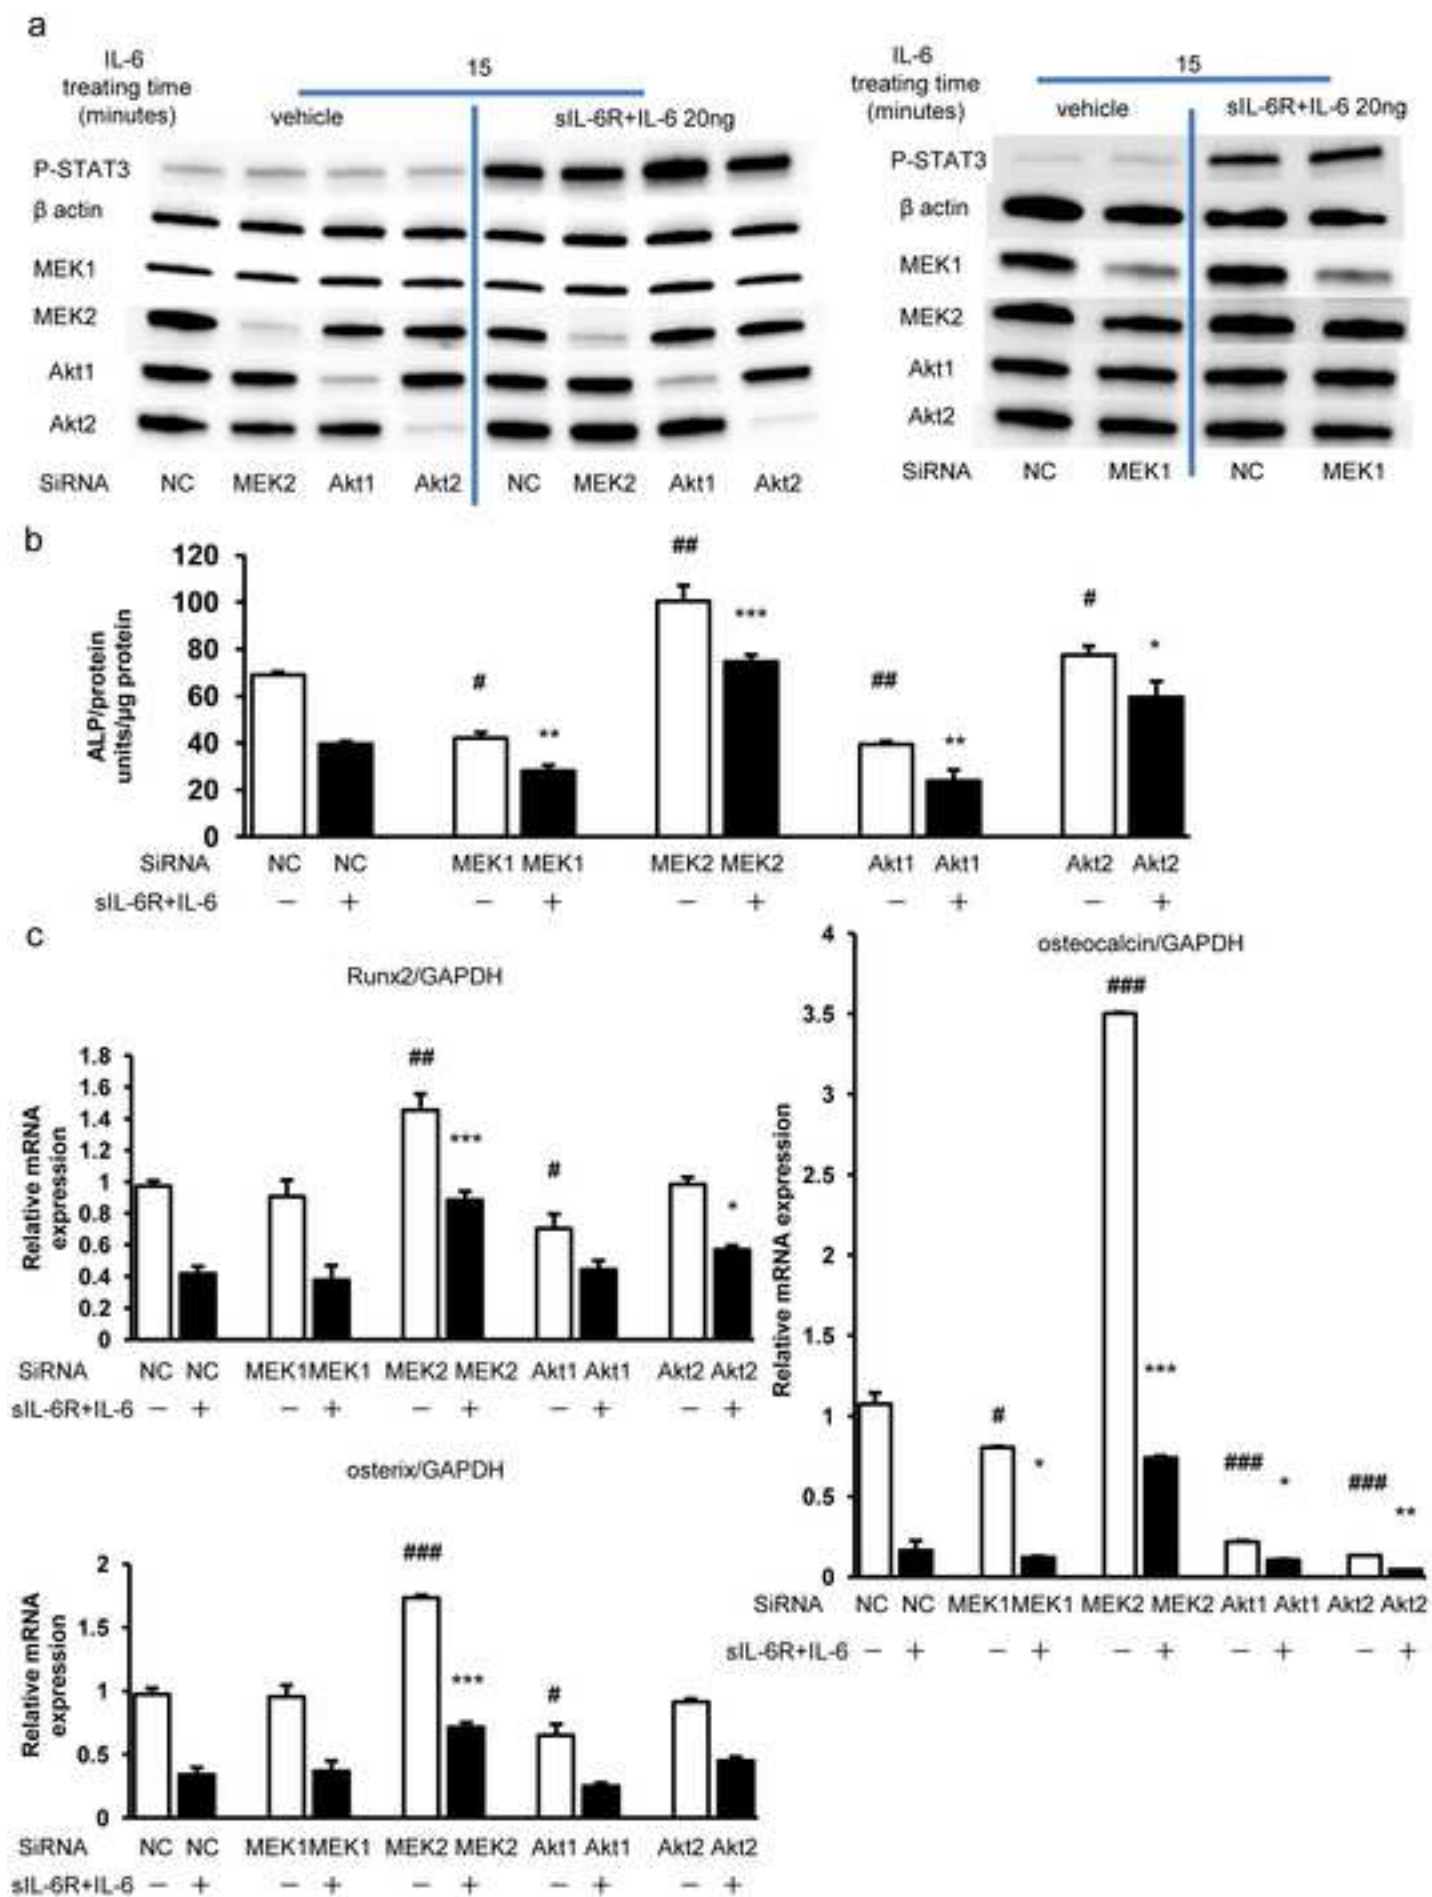 a
IL-6
treating time
(minutes)
15
vehicle
sIL-6R+IL-6 20ng
P-STAT3
β actin
MEK1
MEK2
Akt1
Akt2
SiRNA NC MEK2 Akt1 Akt2 NC MEK2 Akt1 Akt2
IL-6
treating time
(minutes)
15
vehicle
sIL-6R+IL-6 20ng
P-STAT3
β actin
MEK1
MEK2
Akt1
Akt2
SiRNA NC MEK1 NC MEK1
b
ALP/protein
units/μg protein
120
100
80
60
40
20
0
# ** ## *** ## ** # *
SiRNA NC NC MEK1 MEK1 MEK2 MEK2 Akt1 Akt1 Akt2 Akt2
sIL-6R+IL-6 − + − + − + − + − +
c
Runx2/GAPDH
Relative mRNA
expression
1.8
1.6
1.4
1.2
1
0.8
0.6
0.4
0.2
0
## *** # *
SiRNA NC NC MEK1MEK1 MEK2 MEK2 Akt1 Akt1 Akt2 Akt2
sIL-6R+IL-6 − + − + − + − + − +
osterix/GAPDH
Relative mRNA
expression
2
1.5
1
0.5
0
### *** #
SiRNA NC NC MEK1MEK1 MEK2 MEK2 Akt1 Akt1 Akt2 Akt2
sIL-6R+IL-6 − + − + − + − + − +
osteocalcin/GAPDH
Relative mRNA expression
4
3.5
3
2.5
2
1.5
1
0.5
0
# * ### *** ### * ### **
SiRNA NC NC MEK1MEK1 MEK2 MEK2 Akt1 Akt1 Akt2 Akt2
sIL-6R+IL-6 − + − + − + − + − +